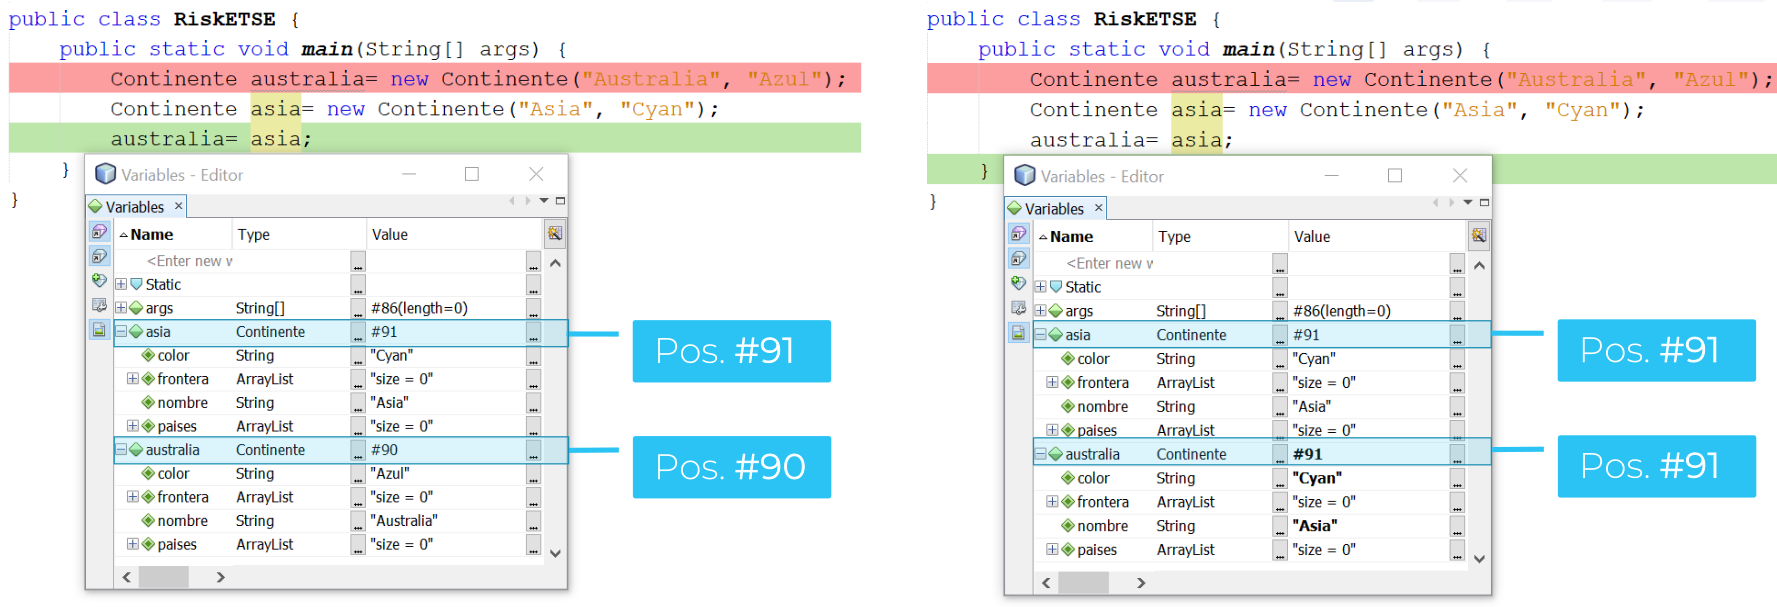 public class RiskETSE {
public static void main(String[] args) {
Continente australia= new Continente("Australia", "Azul");
Continente asia= new Continente("Asia", "Cyan");
australia= asia;
}
}
Variables - Editor
Variables ×
Name Type Value
<Enter new v ...
Static ...
args String[] ... #86(length=0) ...
asia Continente ... #91 ...
color String ... "Cyan" ...
frontera ArrayList ... "size = 0" ...
nombre String ... "Asia" ...
paises ArrayList ... "size = 0" ...
australia Continente ... #90 ...
color String ... "Azul" ...
frontera ArrayList ... "size = 0" ...
nombre String ... "Australia" ...
paises ArrayList ... "size = 0" ...
Pos. #91
Pos. #90
public class RiskETSE {
public static void main(String[] args) {
Continente australia= new Continente("Australia", "Azul");
Continente asia= new Continente("Asia", "Cyan");
australia= asia;
}
}
Variables - Editor
Variables ×
Name Type Value
<Enter new v ...
Static ...
args String[] ... #86(length=0) ...
asia Continente ... #91 ...
color String ... "Cyan" ...
frontera ArrayList ... "size = 0" ...
nombre String ... "Asia" ...
paises ArrayList ... "size = 0" ...
australia Continente ... #91 ...
color String ... "Cyan" ...
frontera ArrayList ... "size = 0" ...
nombre String ... "Asia" ...
paises ArrayList ... "size = 0" ...
Pos. #91
Pos. #91